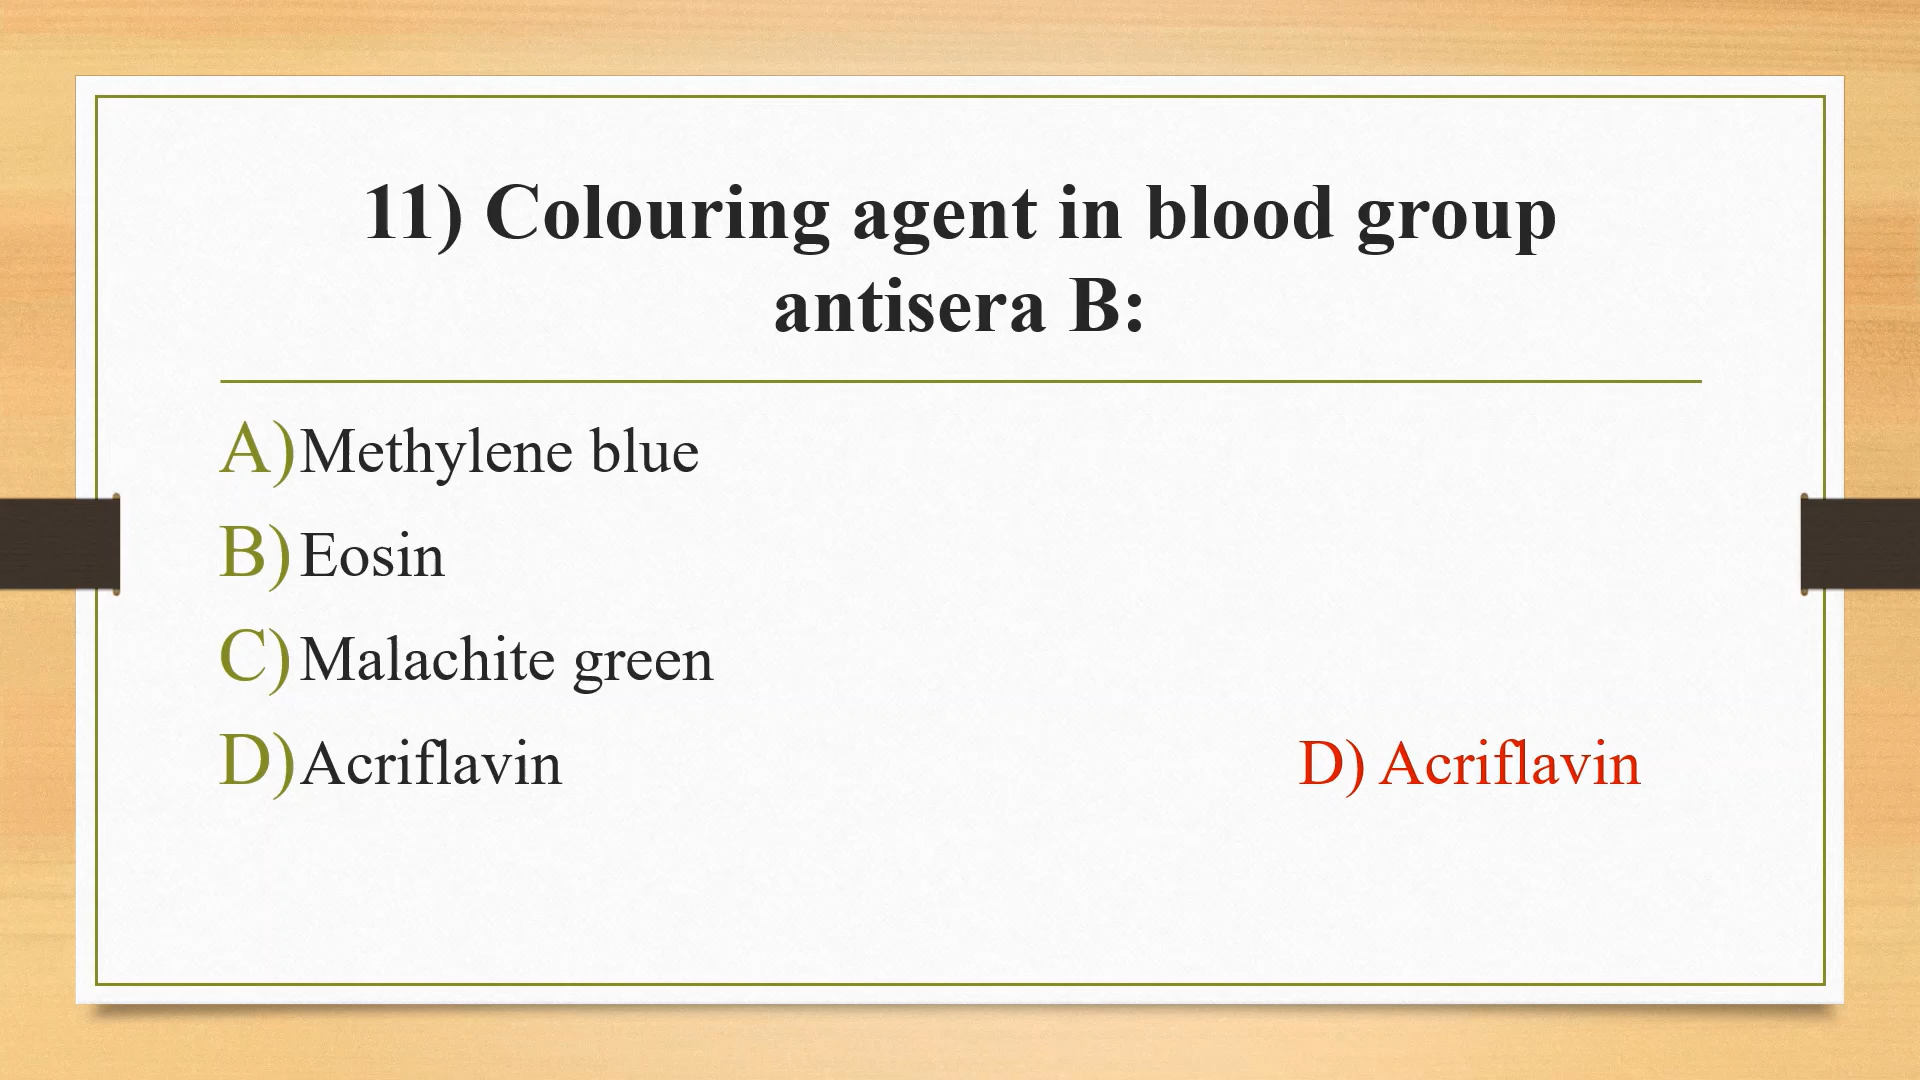 11) Colouring agent in blood group
antisera B:
A) Methylene blue
B) Eosin
C) Malachite green
D) Acriflavin
D) Acriflavin